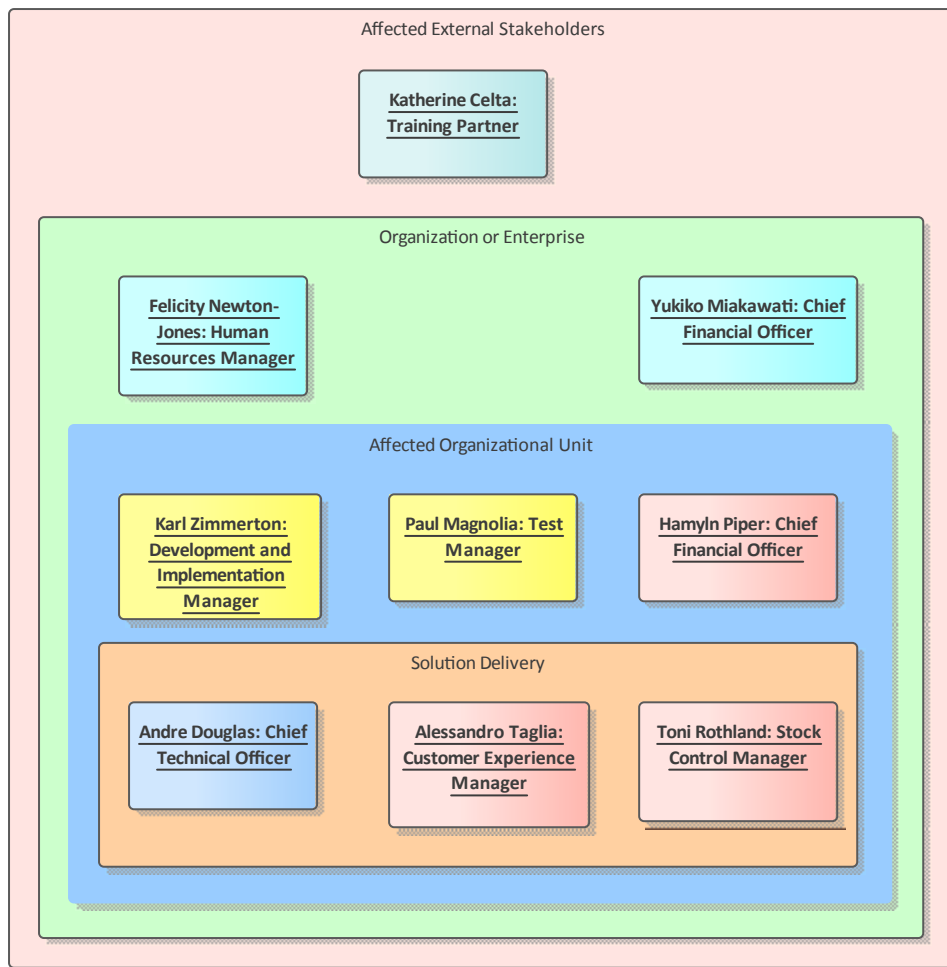 Affected External Stakeholders
Katherine Celta:
Training Partner
Organization or Enterprise
Felicity Newton-
Jones: Human
Resources Manager
Yukiko Miakawati: Chief
Financial Officer
Affected Organizational Unit
Karl Zimmerton:
Development and
Implementation
Manager
Paul Magnolia: Test
Manager
Hamyln Piper: Chief
Financial Officer
Solution Delivery
Andre Douglas: Chief
Technical Officer
Alessandro Taglia:
Customer Experience
Manager
Toni Rothland: Stock
Control Manager